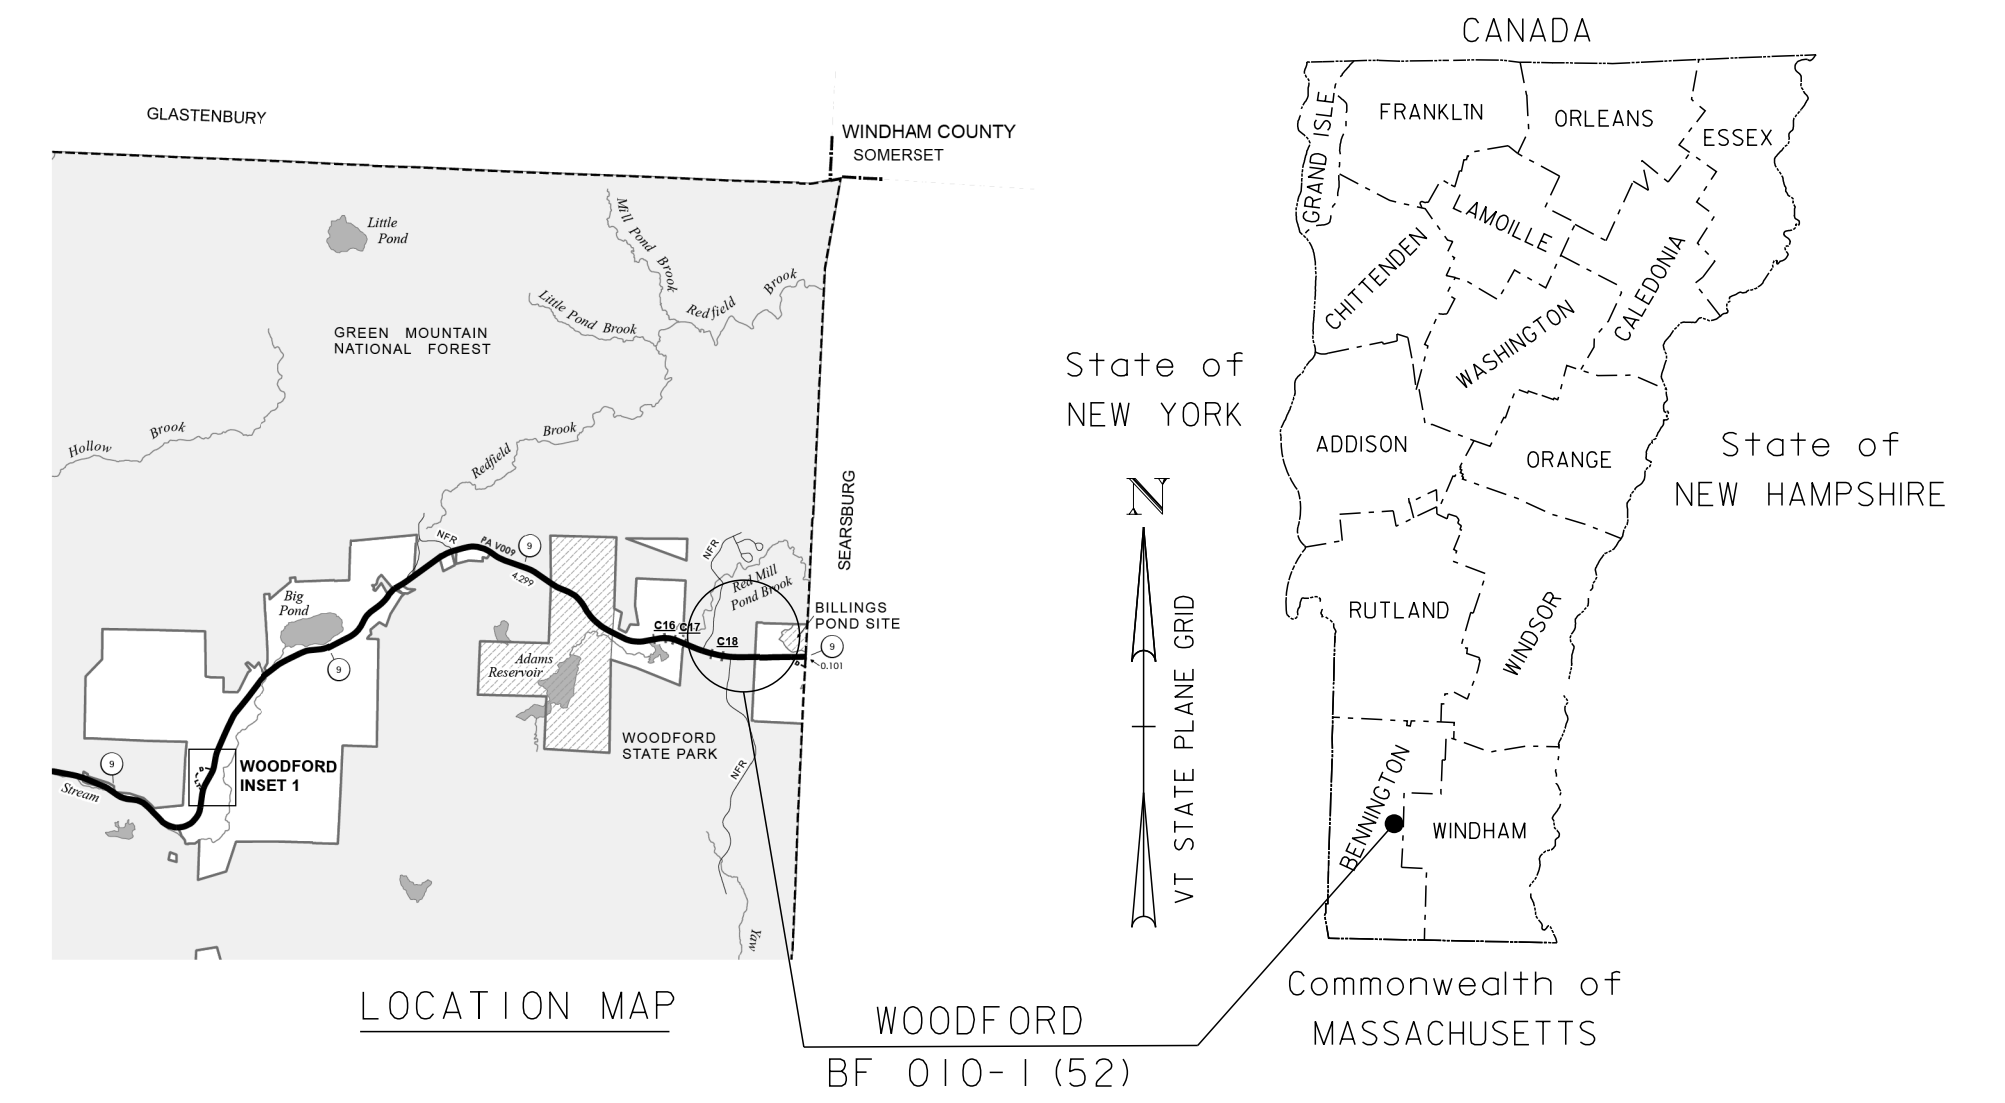 CANADA
GLASTENBURY
WINDHAM COUNTY
SOMERSET
Little
Pond
Mill Pond Brook
Little Pond Brook
Redfield Brook
GREEN MOUNTAIN
NATIONAL FOREST
Hollow Brook
Redfield Brook
SEARSBURG
NFR
PA V009
9
4.299
NFR
Red Mill
Pond Brook
Big
Pond
BILLINGS
POND SITE
C16
C17
C18
9
0.101
Adams
Reservoir
9
WOODFORD
STATE PARK
NFR
9
WOODFORD
INSET 1
Stream
Yaw
LOCATION MAP
GRAND ISLE
FRANKLIN
ORLEANS
ESSEX
LAMOILLE
CHITTENDEN
CALEDONIA
WASHINGTON
State of
NEW YORK
ADDISON
ORANGE
State of
NEW HAMPSHIRE
N
VT STATE PLANE GRID
RUTLAND
WINDSOR
BENNINGTON
WINDHAM
Commonwealth of
MASSACHUSETTS
WOODFORD
BF 010-1(52)